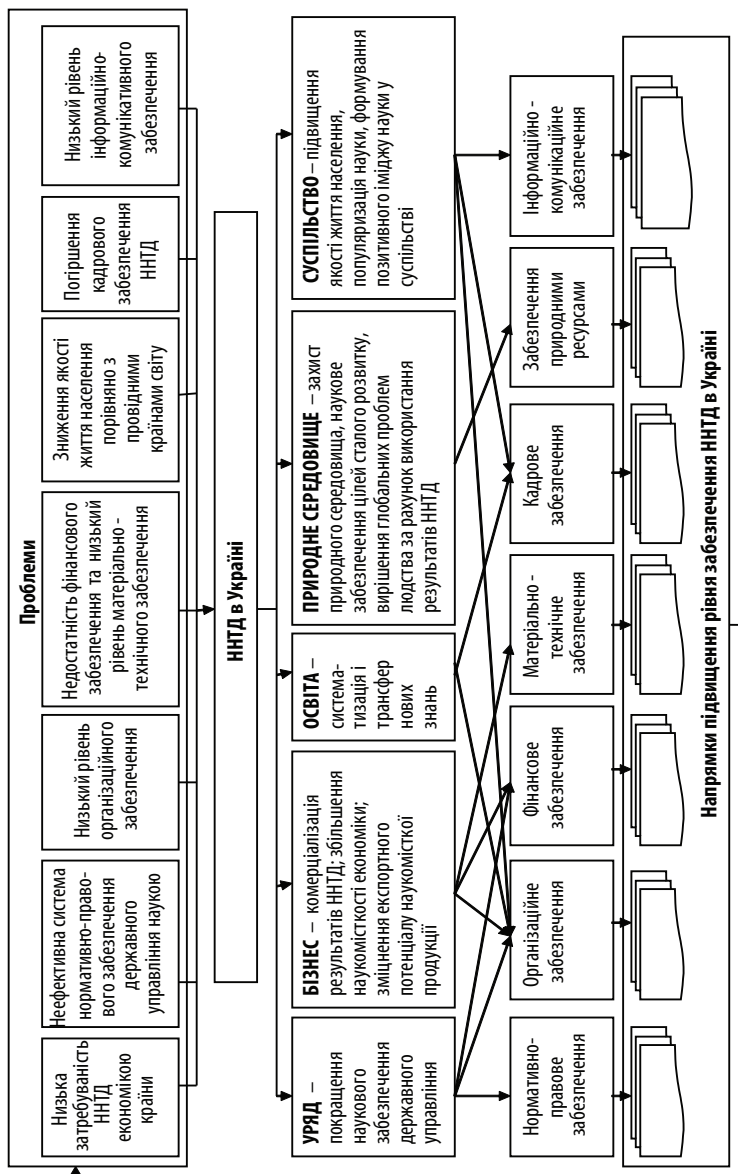 Проблеми
Низька
затребуваність
ННТД
економікою
країни
Неефективна система
нормативно-право-
вого забезпечення
державного
управління наукою
Низький рівень
організаційного
забезпечення
Недостатність фінансового
забезпечення та низький
рівень матеріально -
технічного забезпечення
Зниження якості
життя населення
порівняно з
провідними
країнами світу
Погіршення
кадрового
забезпечення
ННТД
Низький рівень
інформаційно-
комунікативного
забезпечення
ННТД в Україні
УРЯД –
покращення
наукового
забезпечення
державного
управління
БІЗНЕС – комерціалізація
результатів ННТД; збільшення
наукомісткості економіки;
зміцнення експортного
потенціалу наукомісткої
продукції
ОСВІТА –
система-
тизація і
трансфер
нових
знань
ПРИРОДНЕ СЕРЕДОВИЩЕ – захист
природного середовища, наукове
забезпечення цілей сталого розвитку,
вирішення глобальних проблем
людства за рахунок використання
результатів ННТД
СУСПІЛЬСТВО – підвищення
якості життя населення,
популяризація науки, формування
позитивного іміджу науки у
суспільстві
Нормативно-
правове
забезпечення
Організаційне
забезпечення
Фінансове
забезпечення
Матеріально -
технічне
забезпечення
Кадрове
забезпечення
Забезпечення
природними
ресурсами
Інформаційно -
комунікаційне
забезпечення
Напрямки підвищення рівня забезпечення ННТД в Україні